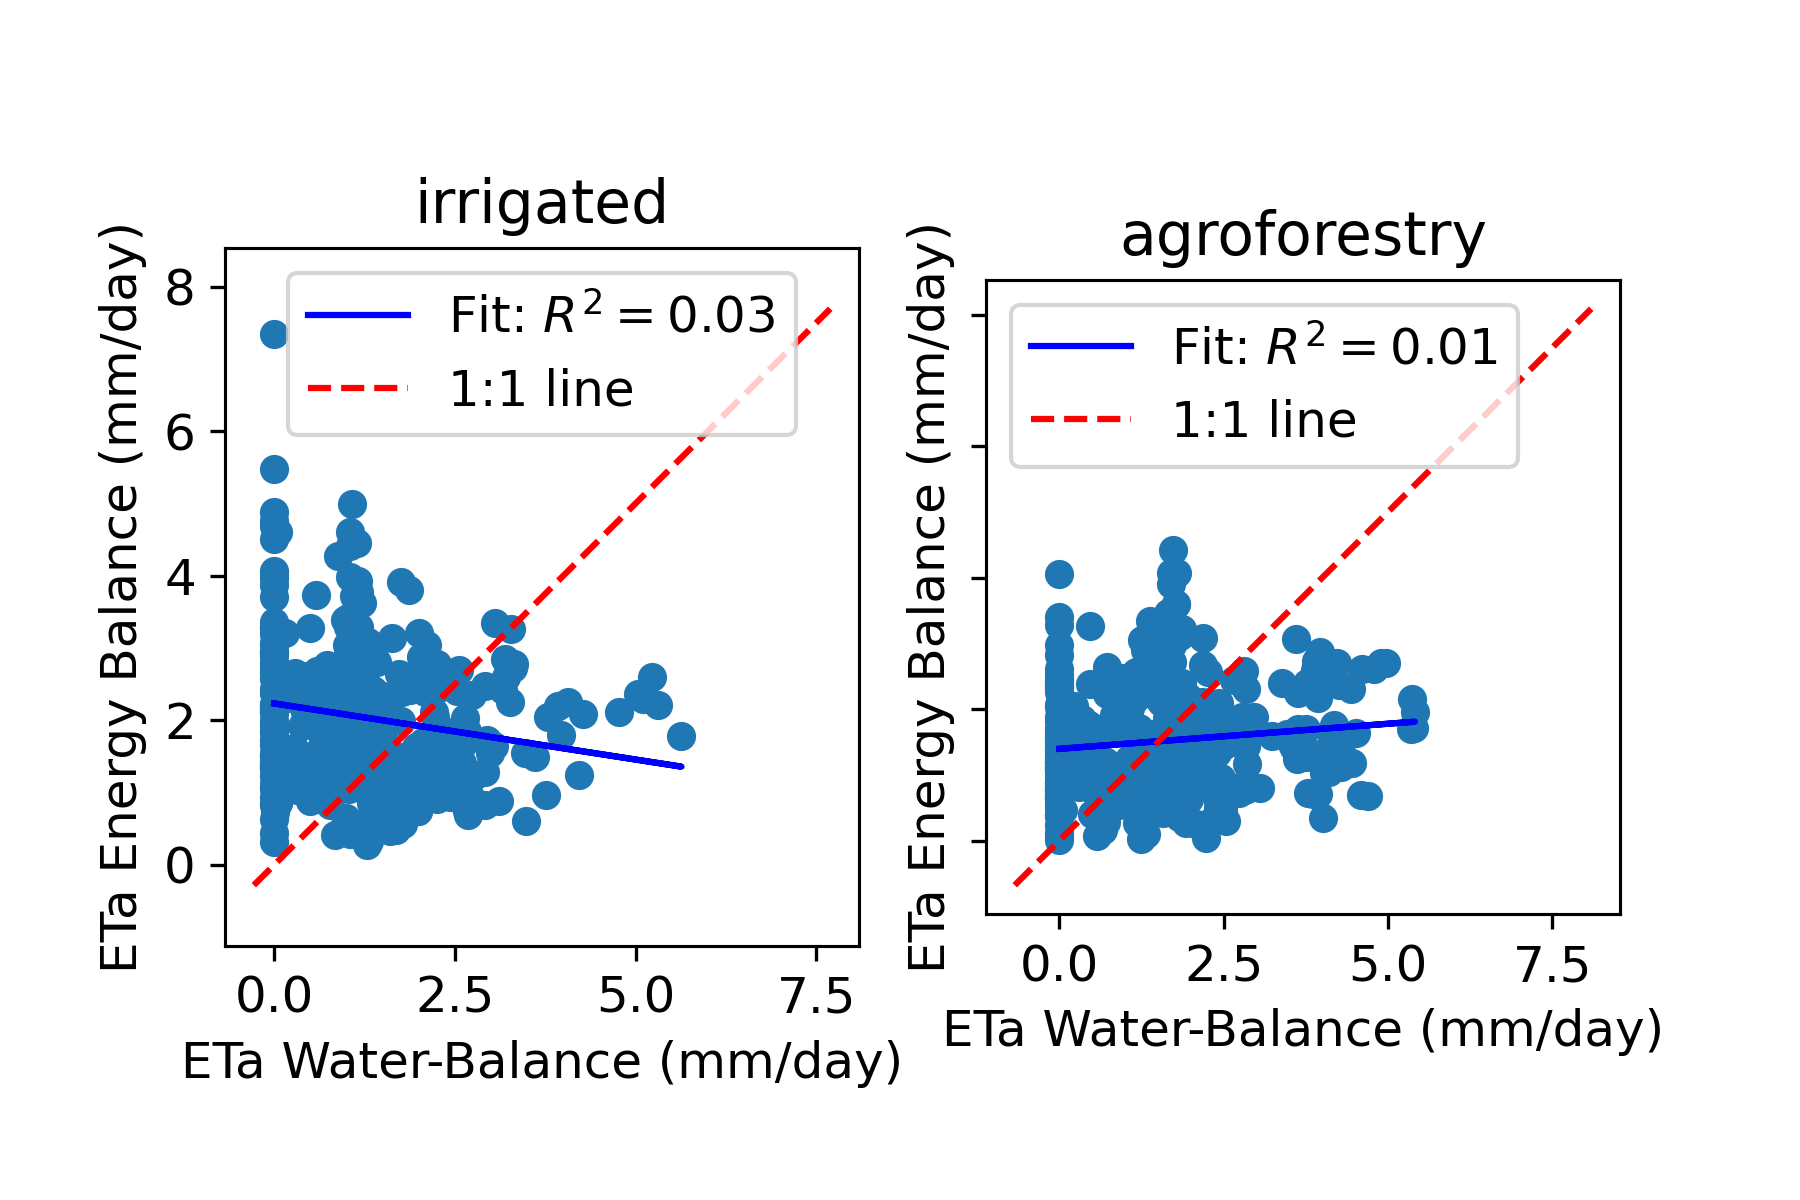 irrigated
ETa Energy Balance (mm/day)
8
6
4
2
0
Fit: R² = 0.03
1:1 line
0.0 2.5 5.0 7.5
ETa Water-Balance (mm/day)
agroforestry
ETa Energy Balance (mm/day)
Fit: R² = 0.01
1:1 line
0.0 2.5 5.0 7.5
ETa Water-Balance (mm/day)